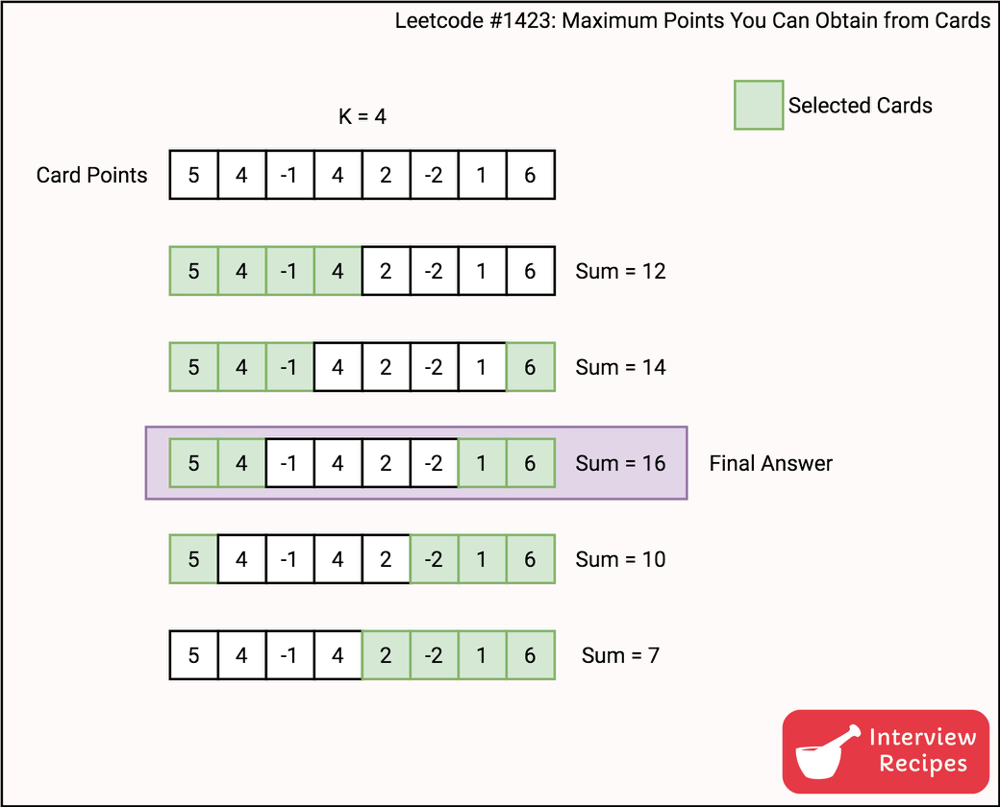 Leetcode #1423: Maximum Points You Can Obtain from Cards
Selected Cards
K = 4
Card Points 5 4 -1 4 2 -2 1 6
5 4 -1 4 2 -2 1 6 Sum = 12
5 4 -1 4 2 -2 1 6 Sum = 14
5 4 -1 4 2 -2 1 6 Sum = 16 Final Answer
5 4 -1 4 2 -2 1 6 Sum = 10
5 4 -1 4 2 -2 1 6 Sum = 7
Interview
Recipes